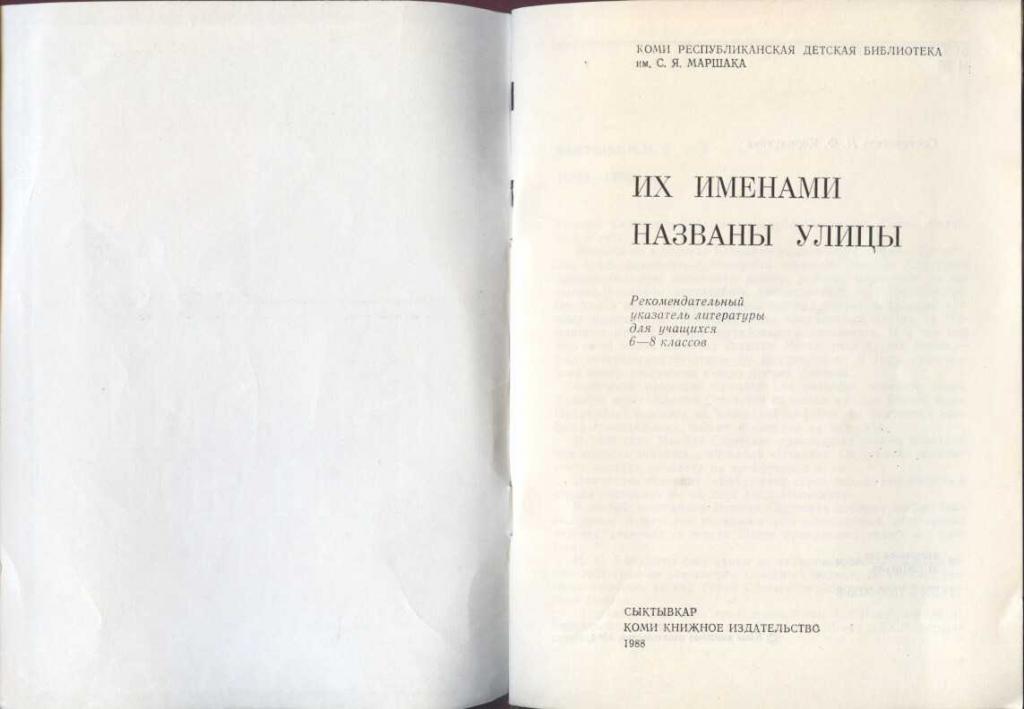 КОМИ РЕСПУБЛИКАНСКАЯ ДЕТСКАЯ БИБЛИОТЕКА
им. С. Я. МАРШАКА
ИХ ИМЕНАМИ
НАЗВАНЫ УЛИЦЫ
Рекомендательный
указатель литературы
для учащихся
6—8 классов
СЫКТЫВКАР
КОМИ КНИЖНОЕ ИЗДАТЕЛЬСТВО
1988